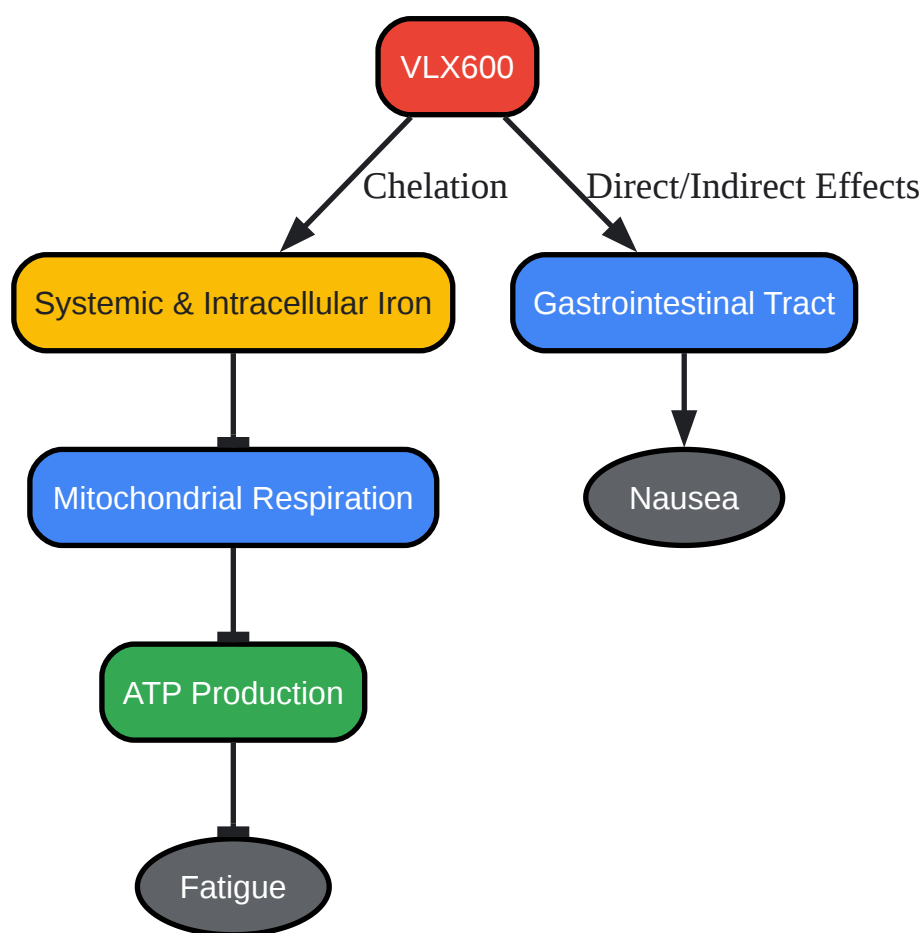 VLX600
Chelation
Direct/Indirect Effects
Systemic & Intracellular Iron
Gastrointestinal Tract
Mitochondrial Respiration
Nausea
ATP Production
Fatigue